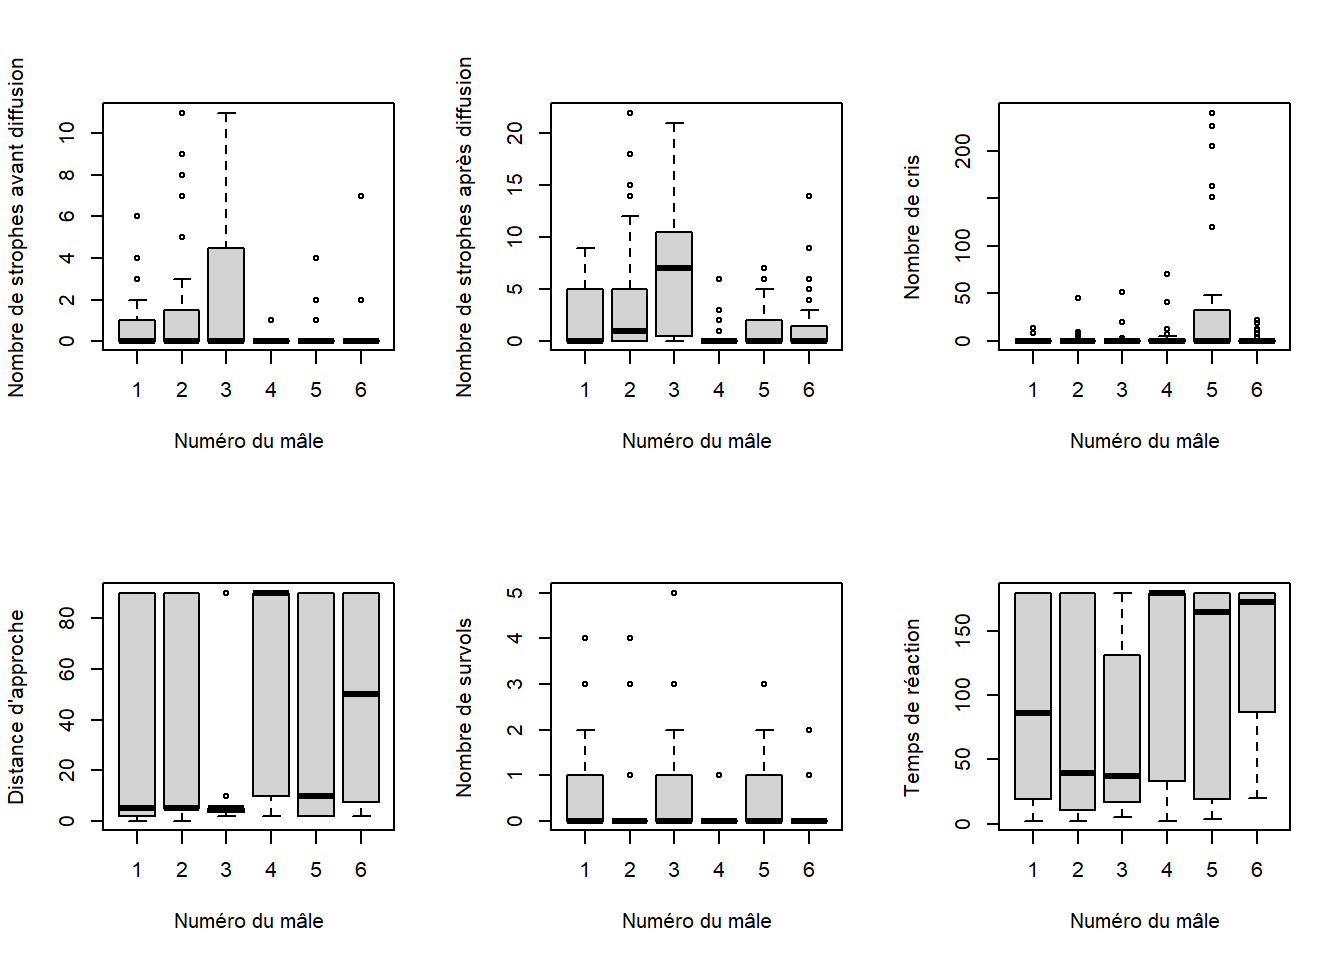 Nombre de strophes avant diffusion
10
8
6
4
2
0
1 2 3 4 5 6
Numéro du mâle
Nombre de strophes après diffusion
20
15
10
5
0
1 2 3 4 5 6
Numéro du mâle
Nombre de cris
200
100
50
0
1 2 3 4 5 6
Numéro du mâle
Distance d'approche
80
60
40
20
0
1 2 3 4 5 6
Numéro du mâle
Nombre de survols
5
4
3
2
1
0
1 2 3 4 5 6
Numéro du mâle
Temps de réaction
150
100
50
0
1 2 3 4 5 6
Numéro du mâle